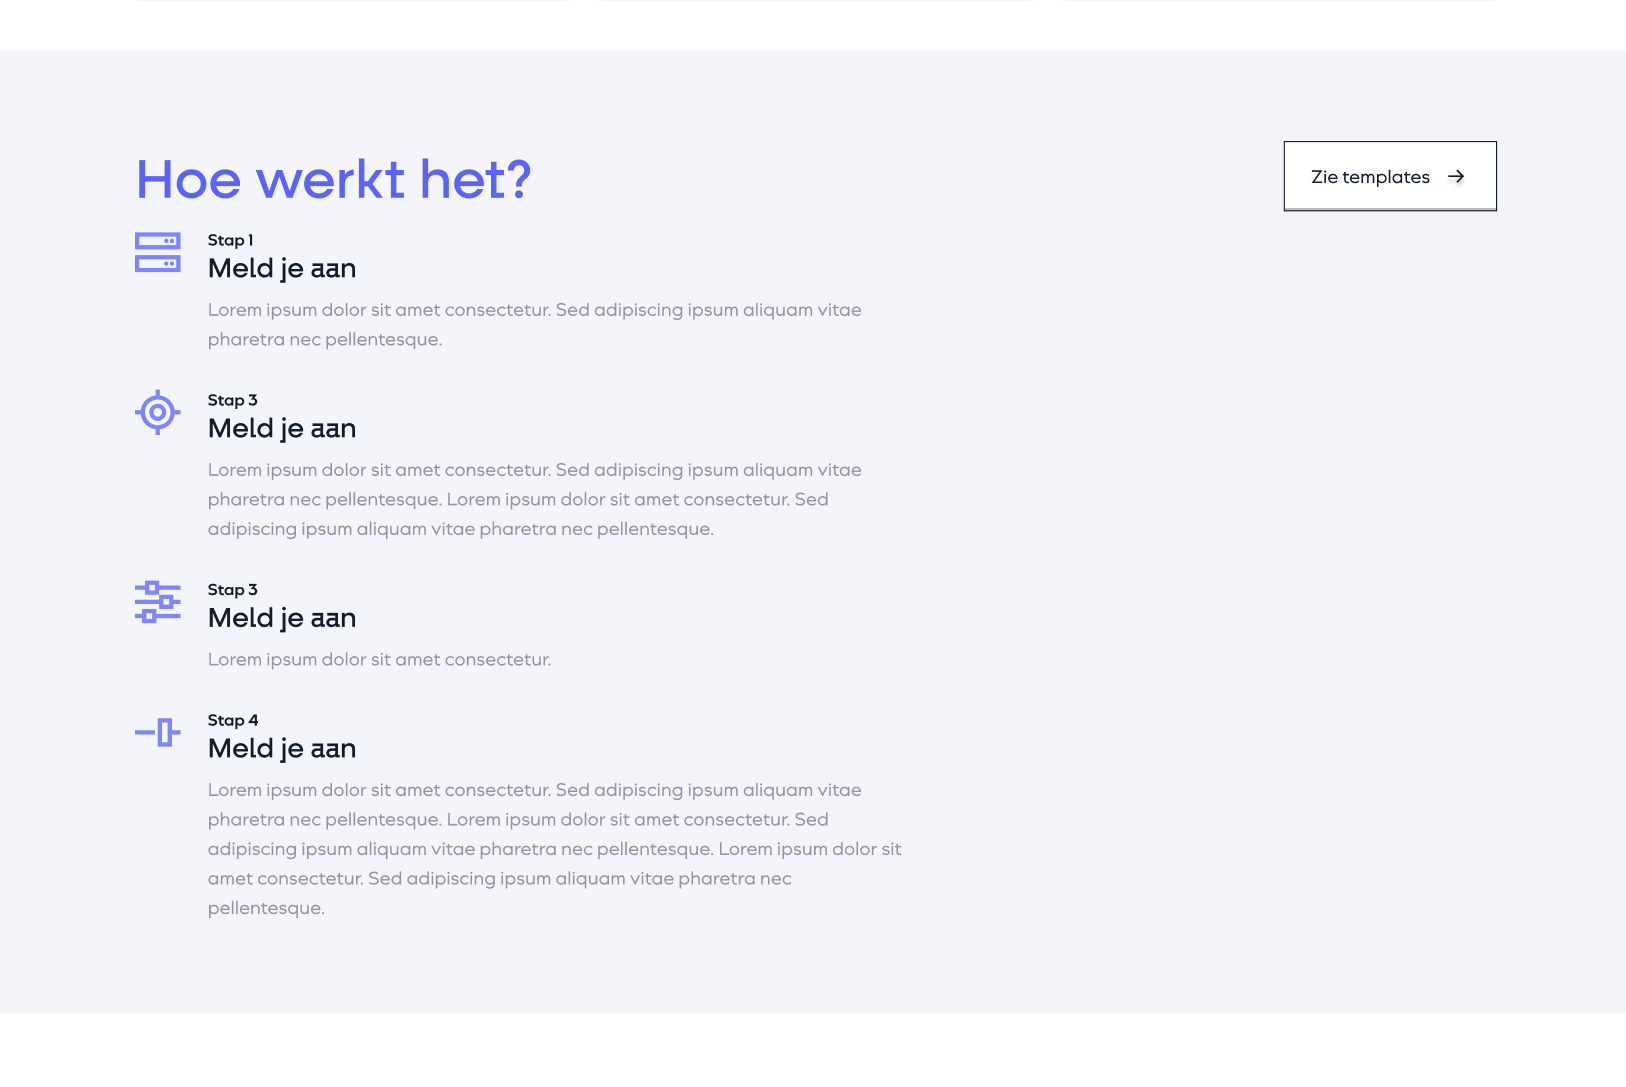 Hoe werkt het?
Zie templates
Stap 1
Meld je aan
Lorem ipsum dolor sit amet consectetur. Sed adipiscing ipsum aliquam vitae
pharetra nec pellentesque.
Stap 3
Meld je aan
Lorem ipsum dolor sit amet consectetur. Sed adipiscing ipsum aliquam vitae
pharetra nec pellentesque. Lorem ipsum dolor sit amet consectetur. Sed
adipiscing ipsum aliquam vitae pharetra nec pellentesque.
Stap 3
Meld je aan
Lorem ipsum dolor sit amet consectetur.
Stap 4
Meld je aan
Lorem ipsum dolor sit amet consectetur. Sed adipiscing ipsum aliquam vitae
pharetra nec pellentesque. Lorem ipsum dolor sit amet consectetur. Sed
adipiscing ipsum aliquam vitae pharetra nec pellentesque. Lorem ipsum dolor sit
amet consectetur. Sed adipiscing ipsum aliquam vitae pharetra nec
pellentesque.